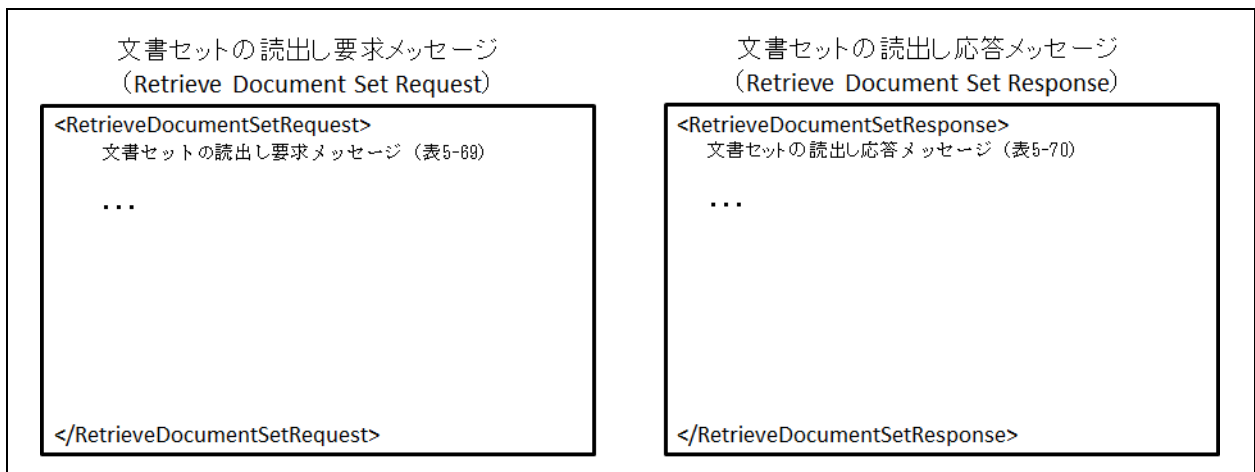 文書セットの読出し要求メッセージ
（Retrieve Document Set Request）
<RetrieveDocumentSetRequest>
文書セットの読出し要求メッセージ（表5-69）
...
</RetrieveDocumentSetRequest>
文書セットの読出し応答メッセージ
（Retrieve Document Set Response）
<RetrieveDocumentSetResponse>
文書セットの読出し応答メッセージ（表5-70）
...
</RetrieveDocumentSetResponse>